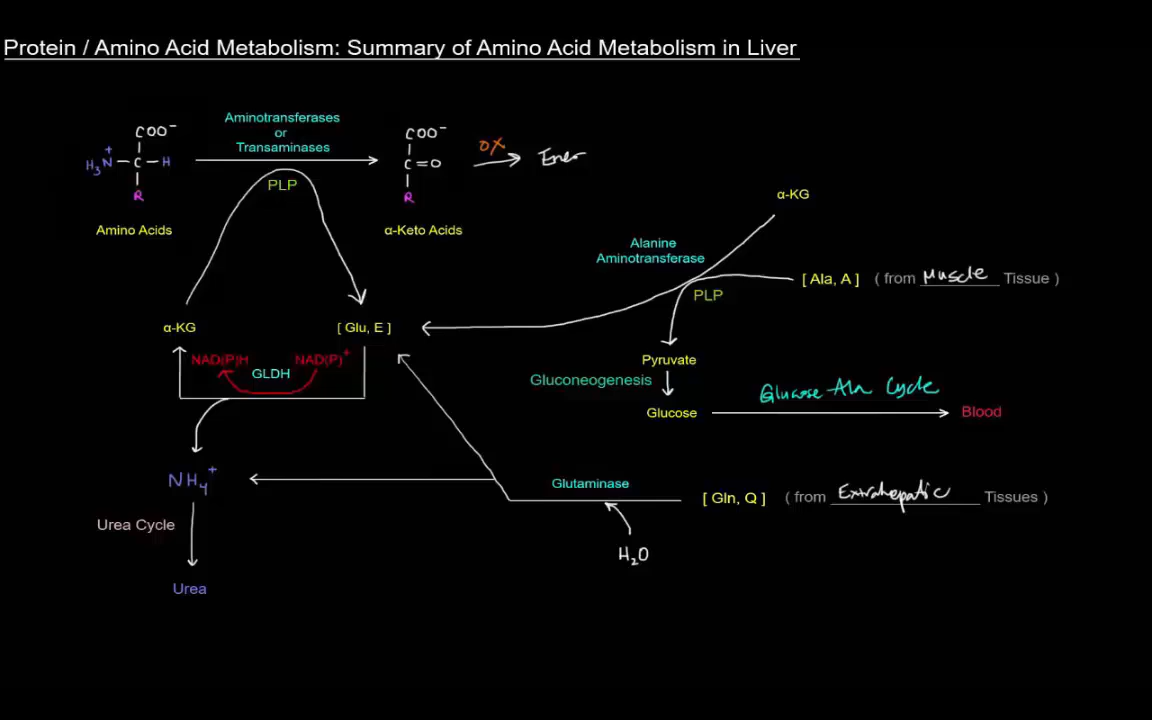 Protein / Amino Acid Metabolism: Summary of Amino Acid Metabolism in Liver
Aminotransferases
or
Transaminases
PLP
COO⁻
H₃N⁺–C–H
R
Amino Acids
COO⁻
C=O
R
α-Keto Acids
OX
Ener
α-KG
[ Glu, E ]
NAD(P)H
NAD(P)⁺
GLDH
NH₄⁺
Urea Cycle
Urea
α-KG
Alanine
Aminotransferase
PLP
[ Ala, A ] ( from Muscle Tissue )
Pyruvate
Gluconeogenesis
Glucose
Glucose Ala Cycle
Blood
Glutaminase
[ Gln, Q ] ( from Extrahepatic Tissues )
H₂O